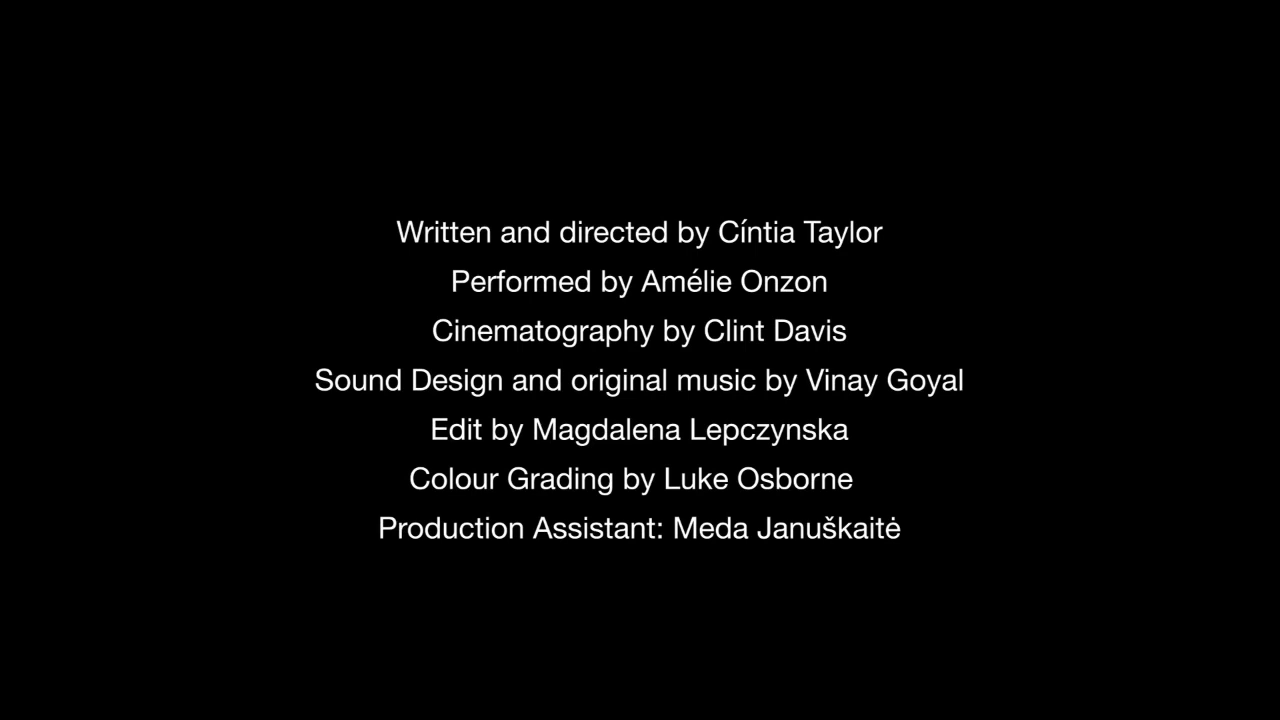 Written and directed by Cíntia Taylor
Performed by Amélie Onzon
Cinematography by Clint Davis
Sound Design and original music by Vinay Goyal
Edit by Magdalena Lepczynska
Colour Grading by Luke Osborne
Production Assistant: Meda Januškaitė